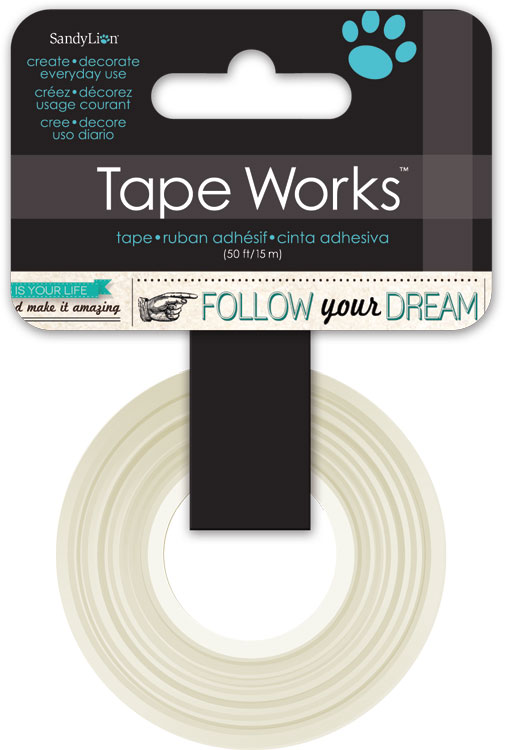 SandyLion®
create•decorate
everyday use
créez•décorez
usage courant
cree•decore
uso diario
Tape Works™
tape•ruban adhésif•cinta adhesiva
(50 ft/15 m)
IS YOUR LIFE
d make it amazing
FOLLOW your DREAM